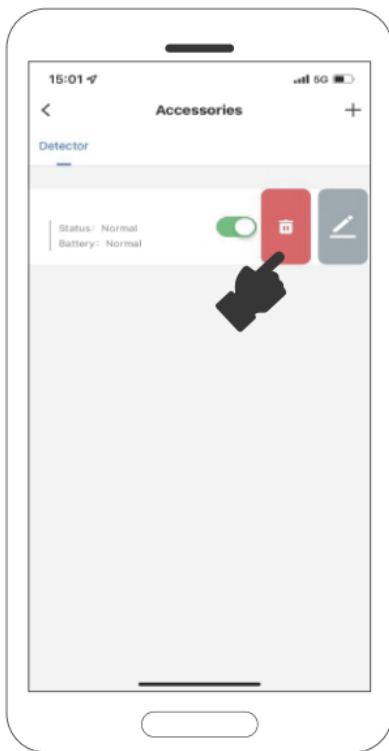 15:01
5G
Accessories
Detector
Status: Normal
Battery: Normal